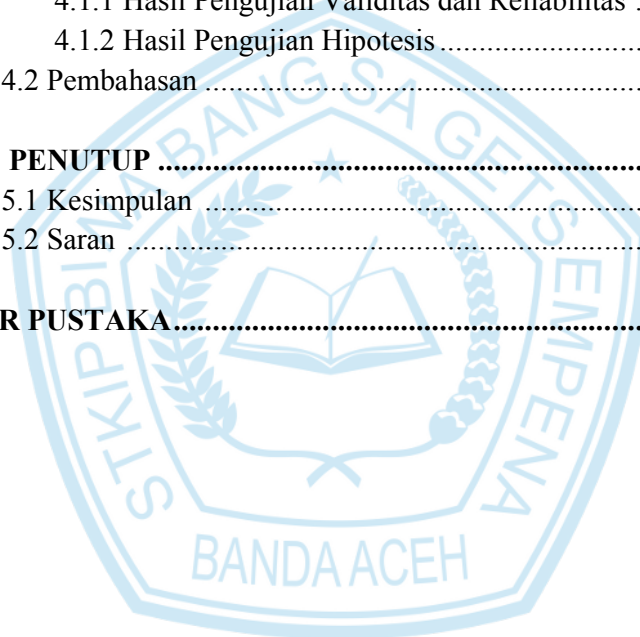 4.1.1 Hasil Pengujian Validitas dan Reliabilitas .
4.1.2 Hasil Pengujian Hipotesis ........................................
4.2 Pembahasan ........................................................................
PENUTUP ................................................................................
5.1 Kesimpulan ........................................................................
5.2 Saran ..................................................................................
R PUSTAKA..............................................................................
STKIP BINA BANGSA GETSEMPENA
BANDA ACEH